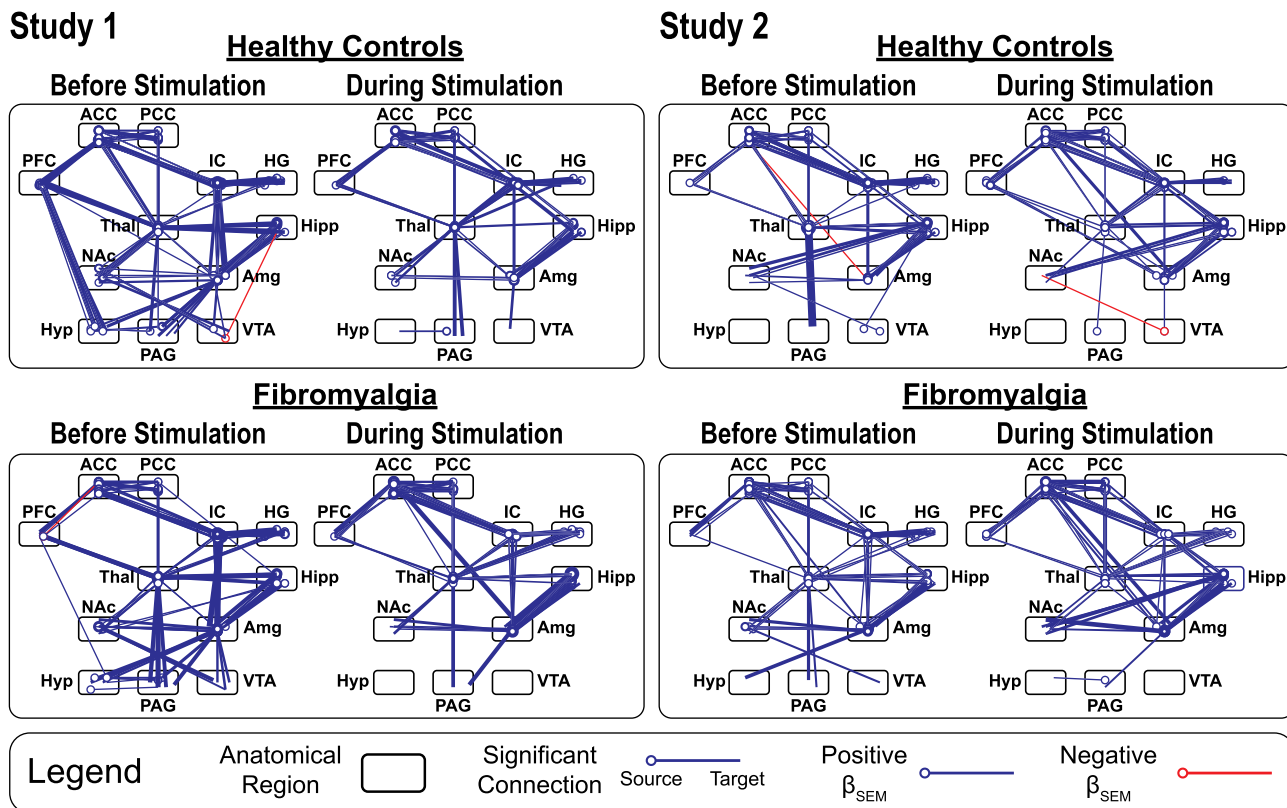 Study 1
Healthy Controls
Before Stimulation During Stimulation
ACC PCC ACC PCC
PFC IC HG PFC IC HG
Thal Hipp Thal Hipp
NAc Amg NAc Amg
Hyp PAG VTA Hyp PAG VTA
Fibromyalgia
Before Stimulation During Stimulation
ACC PCC ACC PCC
PFC IC HG PFC IC HG
Thal Hipp Thal Hipp
NAc Amg NAc Amg
Hyp PAG VTA Hyp PAG VTA
Study 2
Healthy Controls
Before Stimulation During Stimulation
ACC PCC ACC PCC
PFC IC HG PFC IC HG
Thal Hipp Thal Hipp
NAc Amg NAc Amg
Hyp PAG VTA Hyp PAG VTA
Fibromyalgia
Before Stimulation During Stimulation
ACC PCC ACC PCC
PFC IC HG PFC IC HG
Thal Hipp Thal Hipp
NAc Amg NAc Amg
Hyp PAG VTA Hyp PAG VTA
Legend
Anatomical
Region
Significant
Connection
Source Target
Positive
βSEM
Negative
βSEM